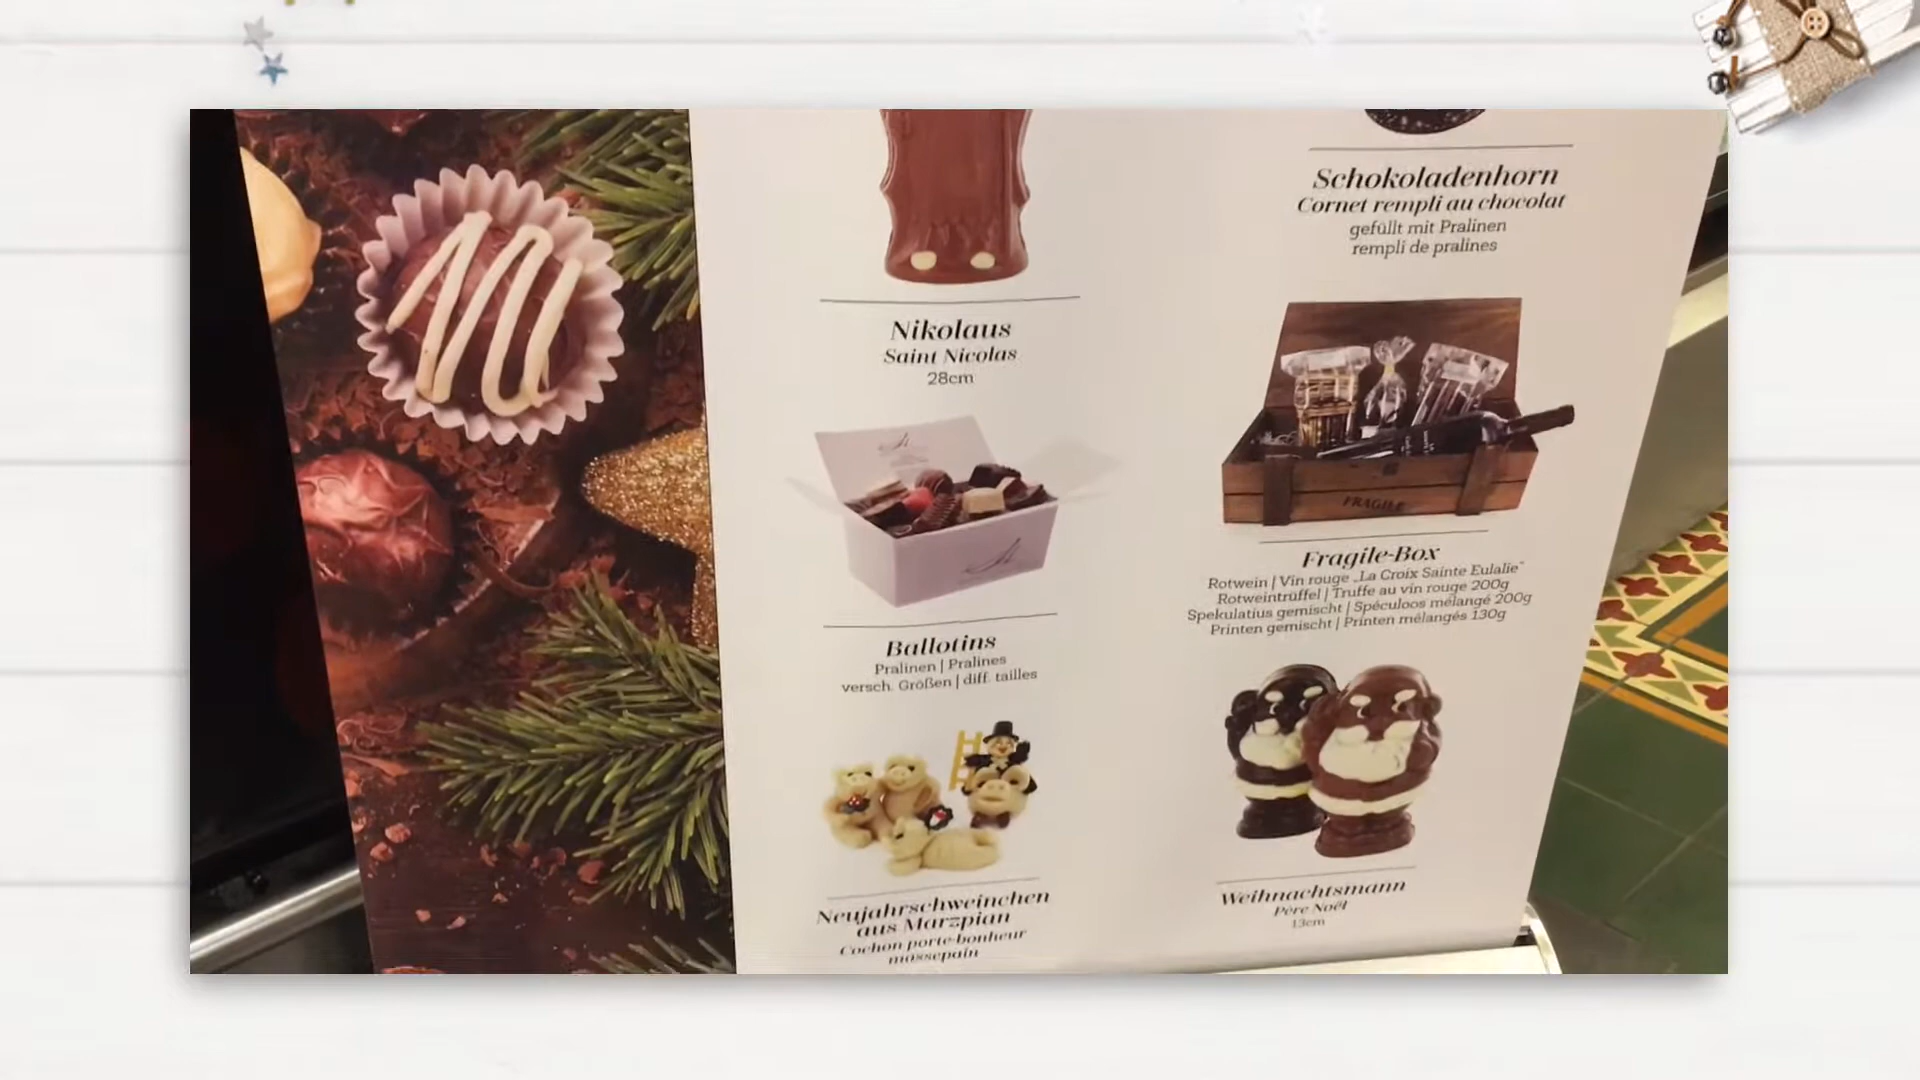 Nikolaus
Saint Nicolas
28cm
Ballotins
Pralinen | Pralines
versch. Größen | diff. tailles
Neujahrschweinchen
aus Marzpian
Cochon porte-bonheur
massepain
Schokoladenhorn
Cornet rempli au chocolat
gefüllt mit Pralinen
rempli de pralines
FRAGILE
Fragile-Box
Rotwein | Vin rouge „La Croix Sainte Eulalie“
Rotweintrüffel | Truffe au vin rouge 200g
Spekulatius gemischt | Spéculoos mélangé 200g
Printen gemischt | Printen mélangés 130g
Weihnachtsmann
Père Noël
13cm